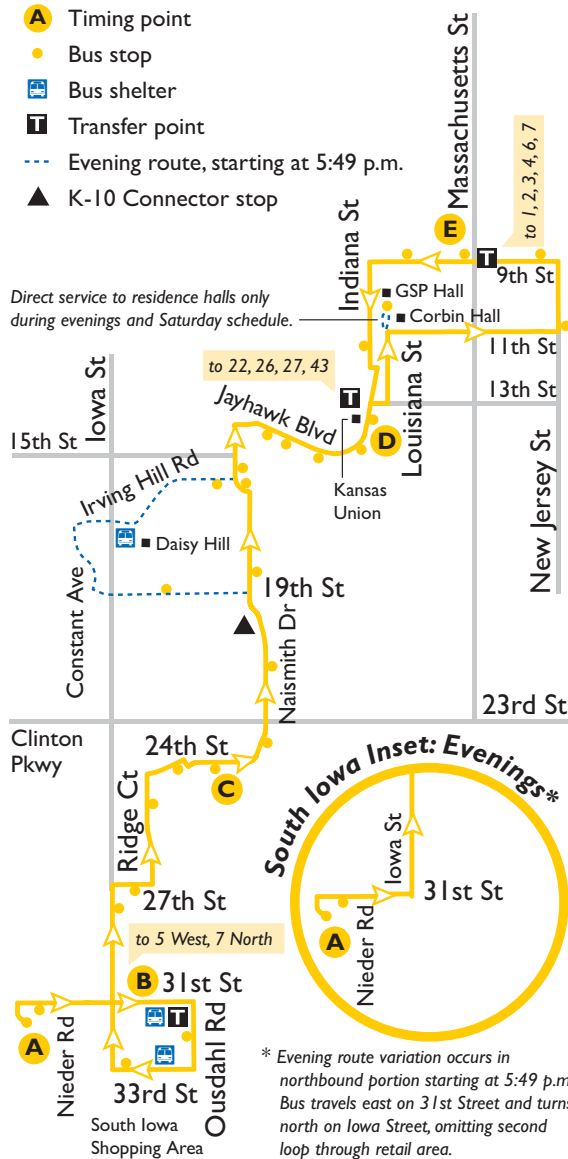 A Timing point
Bus stop
Bus shelter
T Transfer point
Evening route, starting at 5:49 p.m.
K-10 Connector stop
Massachusetts St
to 1, 2, 3, 4, 6, 7
E
T
9th St
Indiana St
GSP Hall
Corbin Hall
Direct service to residence halls only
during evenings and Saturday schedule.
11th St
Louisiana St
13th St
to 22, 26, 27, 43
T
Iowa St
Jayhawk Blvd
D
15th St
Kansas
Union
New Jersey St
Irving Hill Rd
Daisy Hill
Constant Ave
19th St
Naismith Dr
23rd St
Clinton
Pkwy
24th St
C
Ridge Ct
South Iowa Inset: Evenings*
Iowa St
31st St
A
Nieder Rd
27th St
to 5 West, 7 North
B
31st St
T
A
Nieder Rd
Ousdahl Rd
33rd St
South Iowa
Shopping Area
* Evening route variation occurs in
northbound portion starting at 5:49 p.m
Bus travels east on 31st Street and turns
north on Iowa Street, omitting second
loop through retail area.